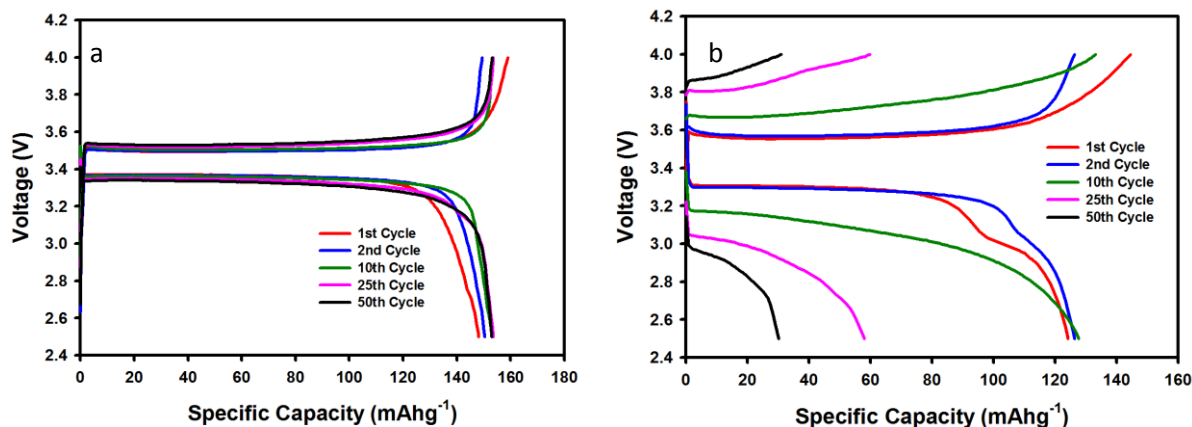 a
4.2
4.0
3.8
3.6
3.4
3.2
3.0
2.8
2.6
2.4
Voltage (V)
1st Cycle
2nd Cycle
10th Cycle
25th Cycle
50th Cycle
0 20 40 60 80 100 120 140 160 180
Specific Capacity (mAhg⁻¹)
b
4.2
4.0
3.8
3.6
3.4
3.2
3.0
2.8
2.6
2.4
Voltage (V)
1st Cycle
2nd Cycle
10th Cycle
25th Cycle
50th Cycle
0 20 40 60 80 100 120 140 160
Specific Capacity (mAhg⁻¹)